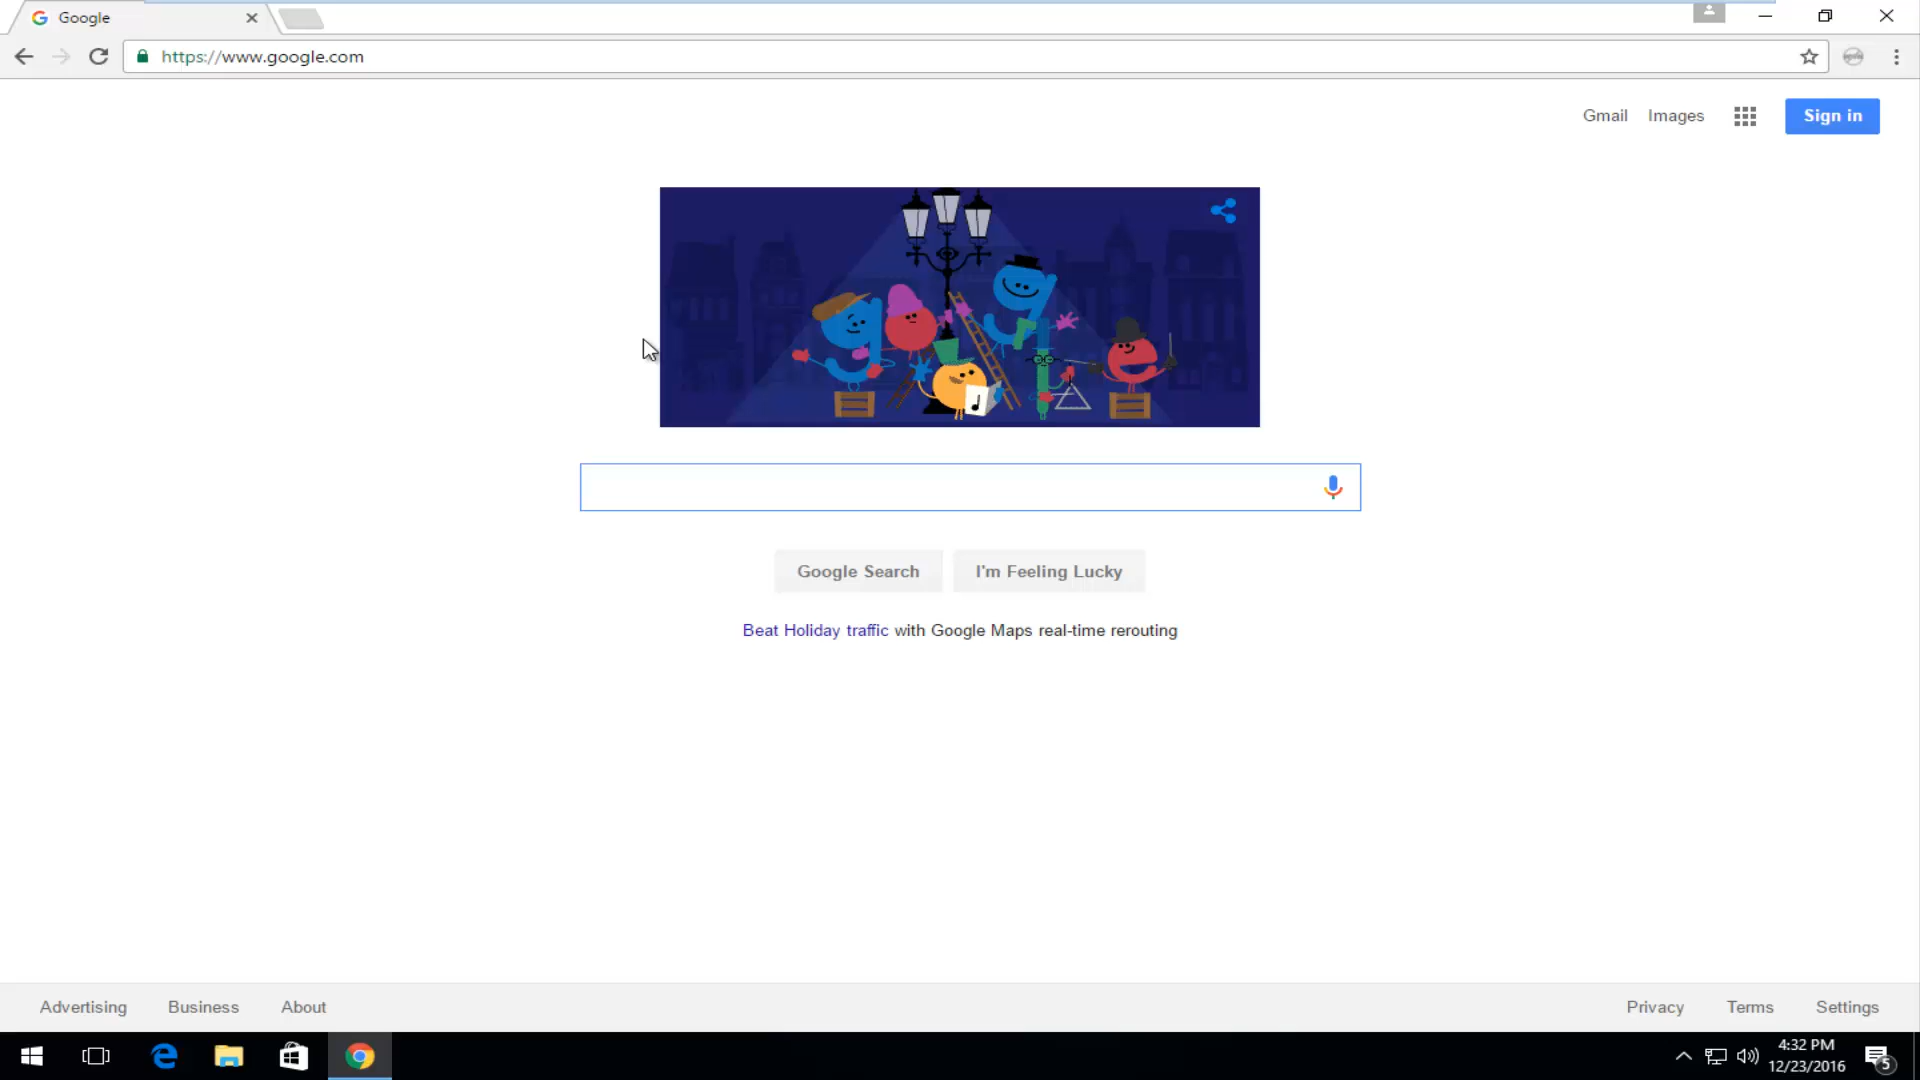 Google
https://www.google.com
Gmail Images Sign in
Google Search I'm Feeling Lucky
Beat Holiday traffic with Google Maps real-time rerouting
Advertising Business About Privacy Terms Settings
4:32 PM
12/23/2016
5